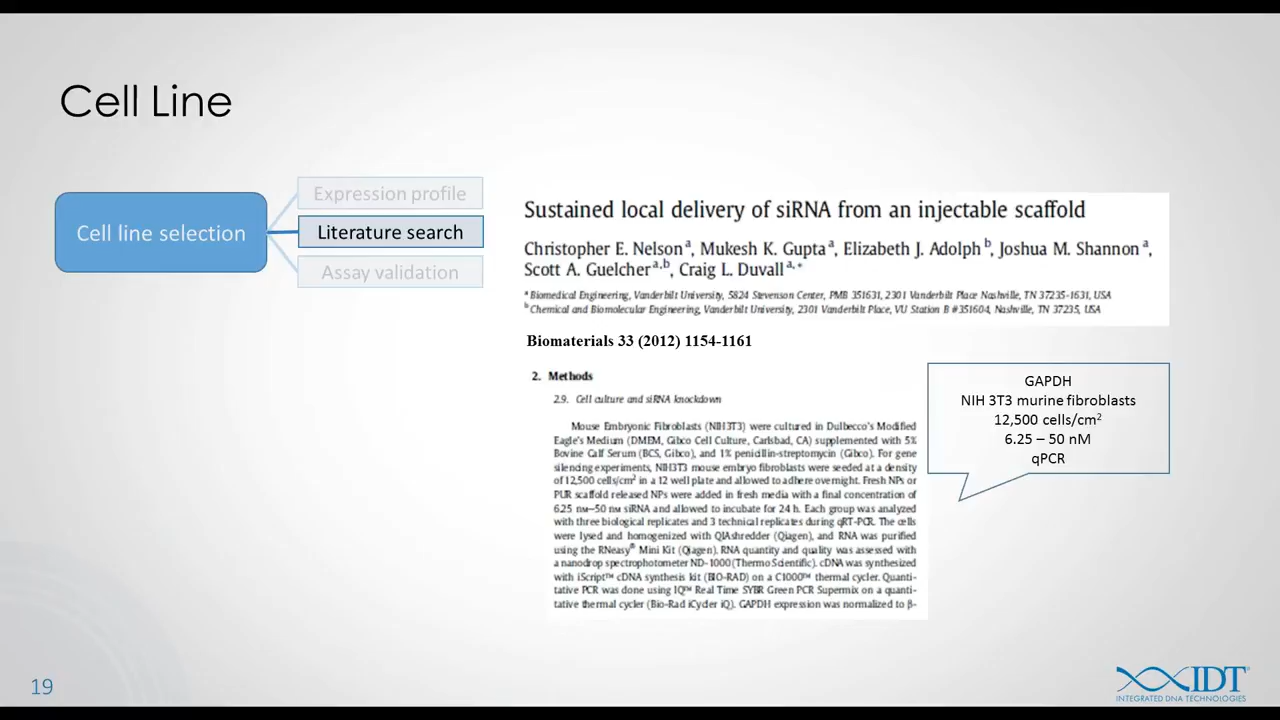 Cell Line
Cell line selection
Expression profile
Literature search
Assay validation
Sustained local delivery of siRNA from an injectable scaffold
Christopher E. Nelson a, Mukesh K. Gupta a, Elizabeth J. Adolph b, Joshua M. Shannon a,
Scott A. Guelcher a,b, Craig L. Duvall a,*
a Biomedical Engineering, Vanderbilt University, 5824 Stevenson Center, PMB 351631, 2301 Vanderbilt Place Nashville, TN 37235-1631, USA
b Chemical and Biomolecular Engineering, Vanderbilt University, 2301 Vanderbilt Place, VU Station B #351604, Nashville, TN 37235, USA
Biomaterials 33 (2012) 1154-1161
2. Methods
2.9. Cell culture and siRNA knockdown
Mouse Embryonic Fibroblasts (NIH3T3) were cultured in Dulbecco's Modified
Eagle's Medium (DMEM, Gibco Cell Culture, Carlsbad, CA) supplemented with 5%
Bovine Calf Serum (BCS, Gibco), and 1% penicillin-streptomycin (Gibco). For gene
silencing experiments, NIH3T3 mouse embryo fibroblasts were seeded at a density
of 12,500 cells/cm² in a 12 well plate and allowed to adhere overnight. Fresh NPs or
PUR scaffold released NPs were added in fresh media with a final concentration of
6.25 nM–50 nM siRNA and allowed to incubate for 24 h. Each group was analyzed
with three biological replicates and 3 technical replicates during qRT-PCR. The cells
were lysed and homogenized with QIAshredder (Qiagen), and RNA was purified
using the RNeasy® Mini Kit (Qiagen). RNA quantity and quality was assessed with
a nanodrop spectrophotometer ND-1000 (Thermo Scientific). cDNA was synthesized
with iScript™ cDNA synthesis kit (BIO-RAD) on a C1000™ thermal cycler. Quanti-
tative PCR was done using IQ™ Real Time SYBR Green PCR Supermix on a quanti-
tative thermal cycler (Bio-Rad iCycler iQ). GAPDH expression was normalized to β-
GAPDH
NIH 3T3 murine fibroblasts
12,500 cells/cm²
6.25 – 50 nM
qPCR
19
IDT®
INTEGRATED DNA TECHNOLOGIES